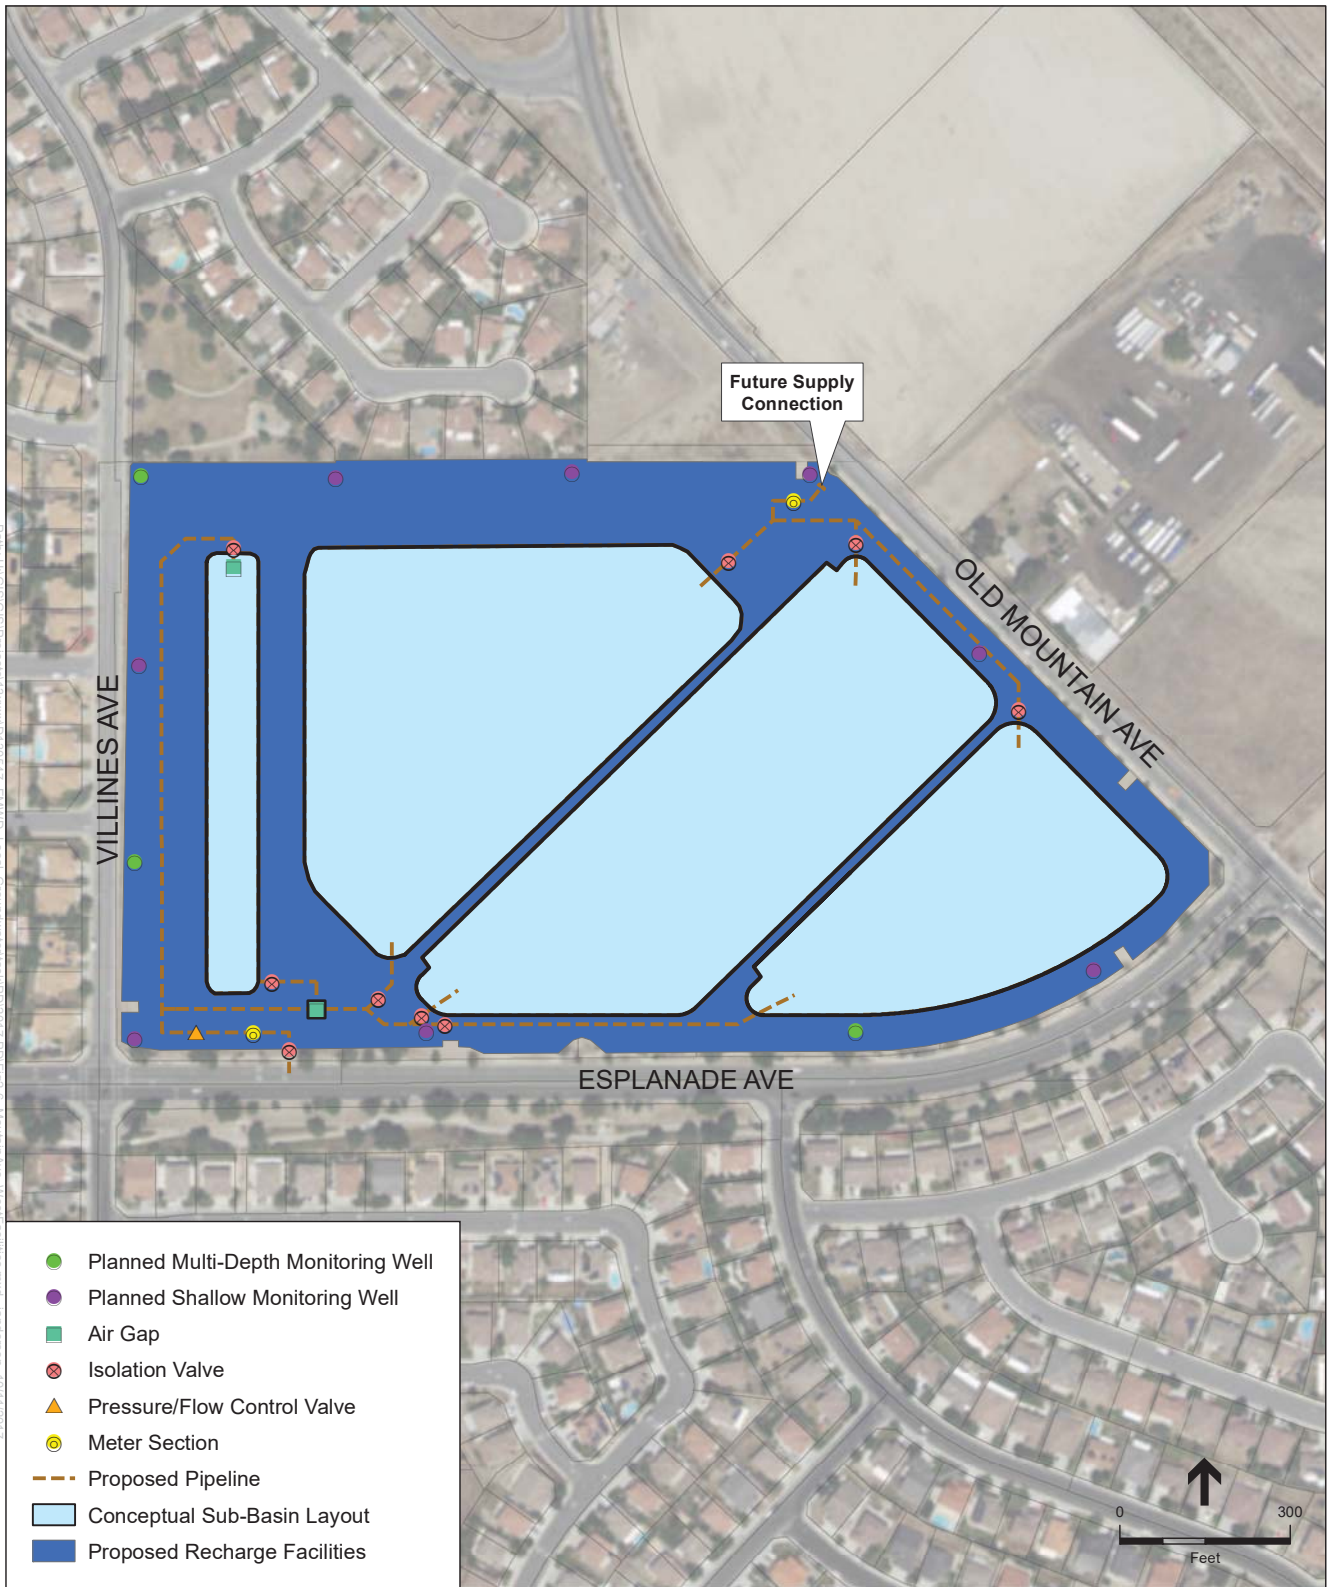 Future Supply
Connection
OLD MOUNTAIN AVE
VILLINES AVE
ESPLANADE AVE
Planned Multi-Depth Monitoring Well
Planned Shallow Monitoring Well
Air Gap
Isolation Valve
Pressure/Flow Control Valve
Meter Section
Proposed Pipeline
Conceptual Sub-Basin Layout
Proposed Recharge Facilities
0 300
Feet